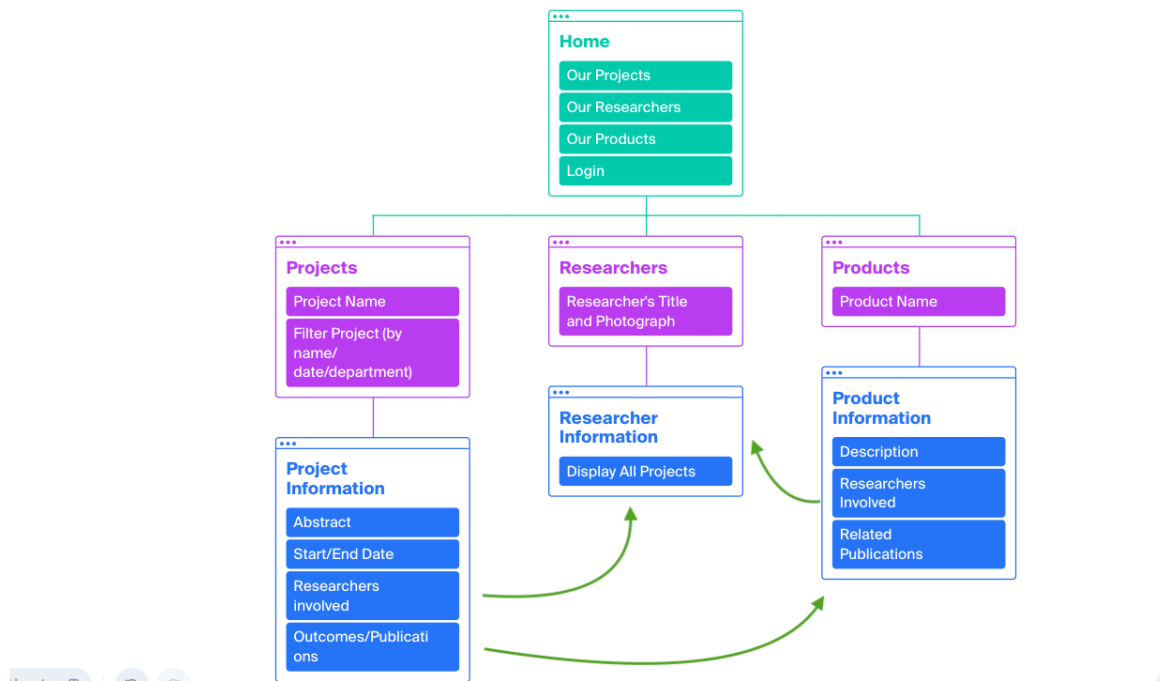 Home
Our Projects
Our Researchers
Our Products
Login
Projects
Project Name
Filter Project (by
name/
date/department)
Researchers
Researcher's Title
and Photograph
Products
Product Name
Project
Information
Abstract
Start/End Date
Researchers
involved
Outcomes/Publicati
ons
Researcher
Information
Display All Projects
Product
Information
Description
Researchers
Involved
Related
Publications